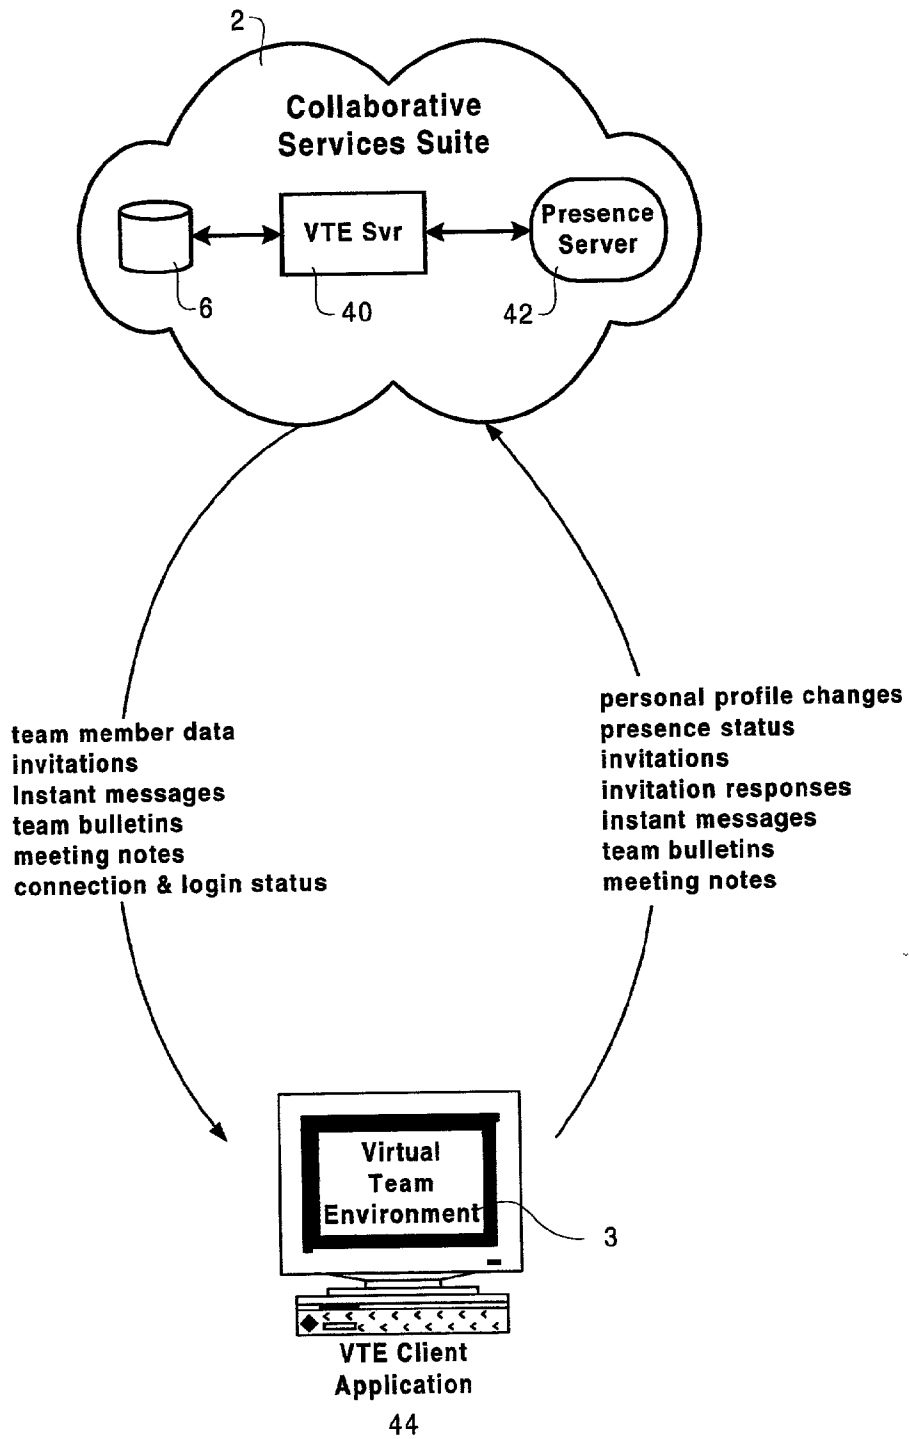 2
Collaborative
Services Suite
VTE Svr
Presence
Server
6
40
42
team member data
invitations
Instant messages
team bulletins
meeting notes
connection & login status
personal profile changes
presence status
invitations
invitation responses
instant messages
team bulletins
meeting notes
Virtual
Team
Environment
3
VTE Client
Application
44